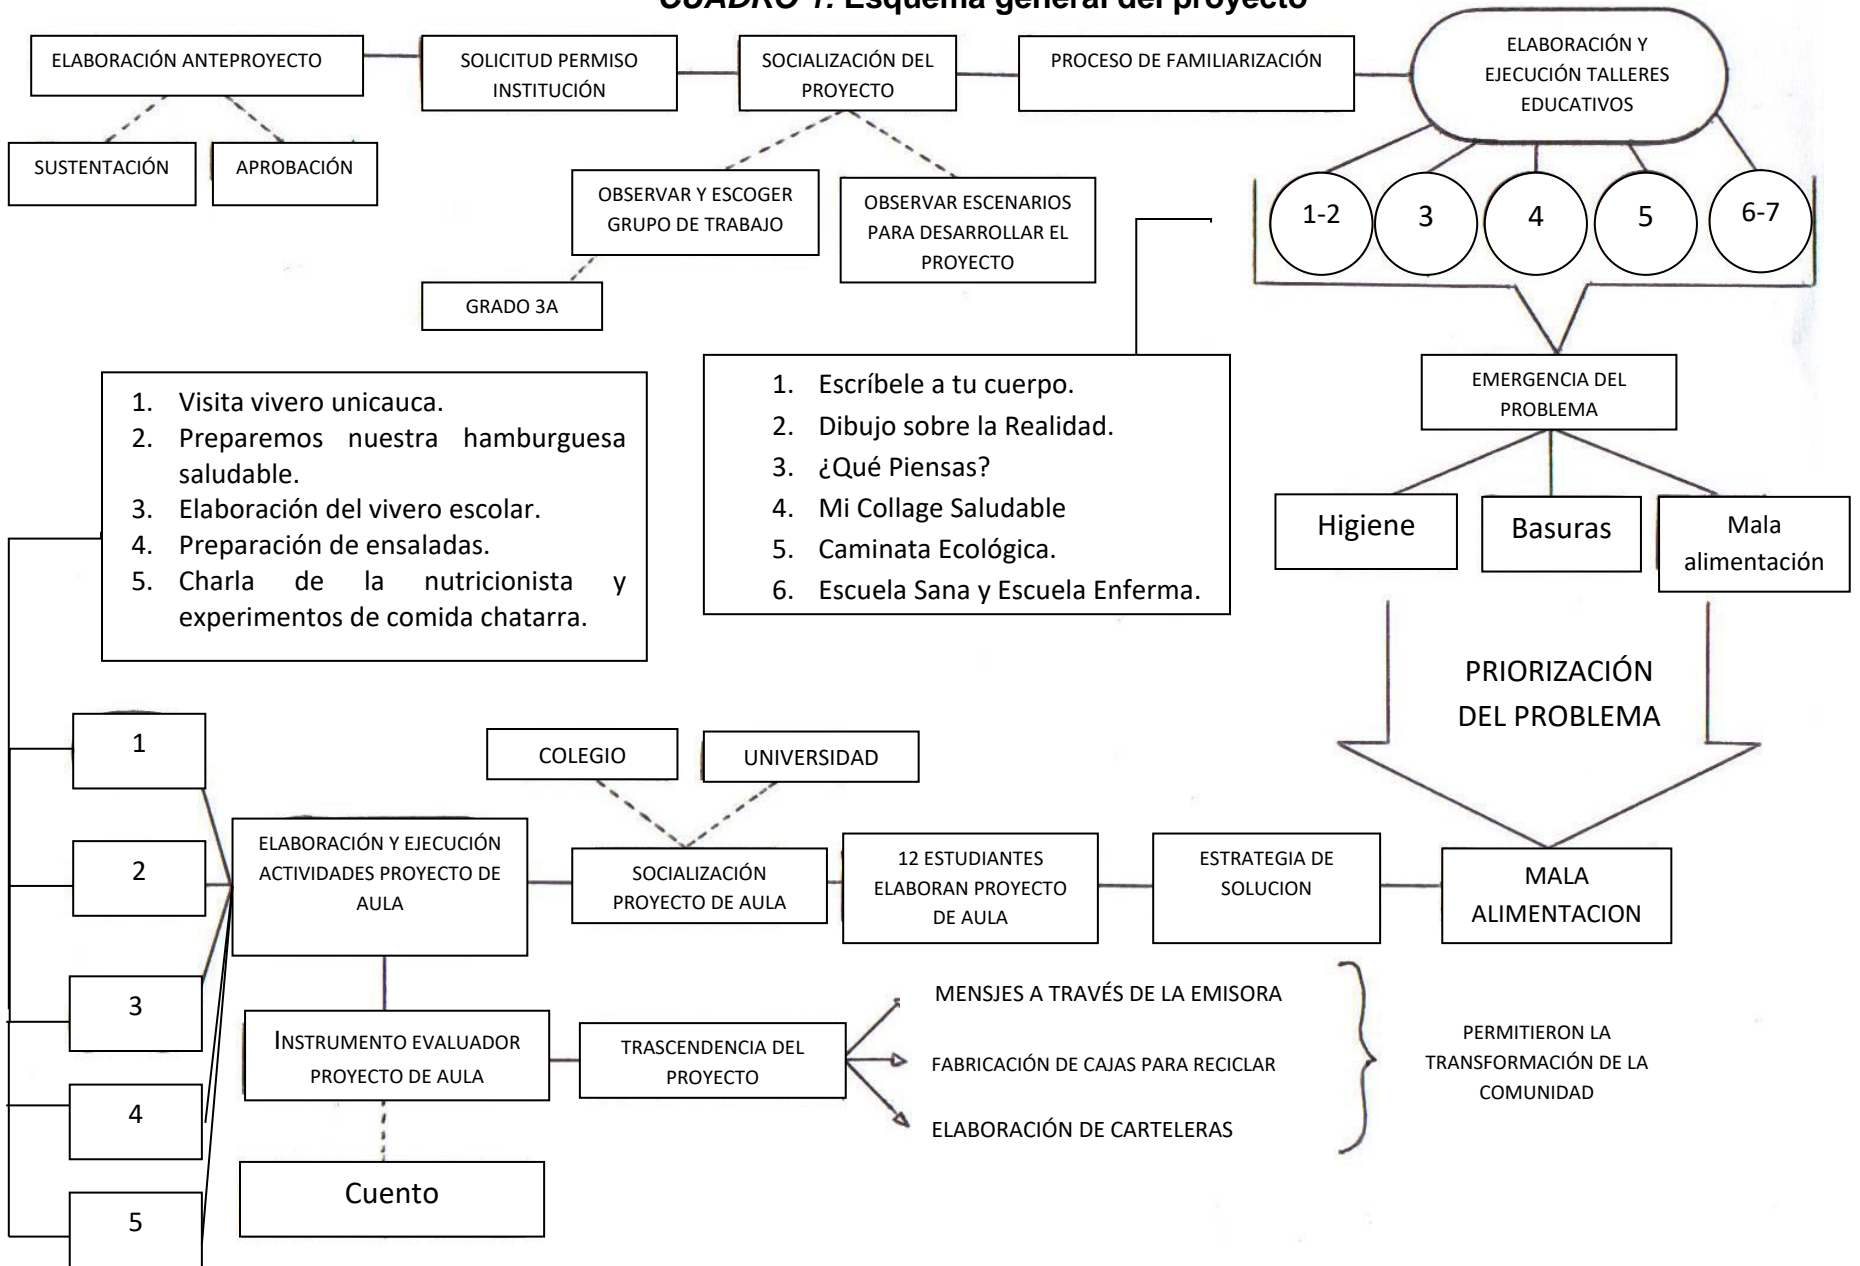 CUADRO 1. Esquema general del proyecto
ELABORACIÓN ANTEPROYECTO
SOLICITUD PERMISO
INSTITUCIÓN
SOCIALIZACIÓN DEL
PROYECTO
PROCESO DE FAMILIARIZACIÓN
ELABORACIÓN Y
EJECUCIÓN TALLERES
EDUCATIVOS
SUSTENTACIÓN
APROBACIÓN
OBSERVAR Y ESCOGER
GRUPO DE TRABAJO
OBSERVAR ESCENARIOS
PARA DESARROLLAR EL
PROYECTO
GRADO 3A
1-2
3
4
5
6-7
EMERGENCIA DEL
PROBLEMA
1. Visita vivero unicauca.
2. Preparemos nuestra hamburguesa
saludable.
3. Elaboración del vivero escolar.
4. Preparación de ensaladas.
5. Charla de la nutricionista y
experimentos de comida chatarra.
1. Escríbele a tu cuerpo.
2. Dibujo sobre la Realidad.
3. ¿Qué Piensas?
4. Mi Collage Saludable
5. Caminata Ecológica.
6. Escuela Sana y Escuela Enferma.
Higiene
Basuras
Mala
alimentación
PRIORIZACIÓN
DEL PROBLEMA
1
2
3
4
5
COLEGIO
UNIVERSIDAD
ELABORACIÓN Y EJECUCIÓN
ACTIVIDADES PROYECTO DE
AULA
SOCIALIZACIÓN
PROYECTO DE AULA
12 ESTUDIANTES
ELABORAN PROYECTO
DE AULA
ESTRATEGIA DE
SOLUCION
MALA
ALIMENTACION
INSTRUMENTO EVALUADOR
PROYECTO DE AULA
TRASCENDENCIA DEL
PROYECTO
MENSJES A TRAVÉS DE LA EMISORA
FABRICACIÓN DE CAJAS PARA RECICLAR
ELABORACIÓN DE CARTELERAS
PERMITIERON LA
TRANSFORMACIÓN DE LA
COMUNIDAD
Cuento